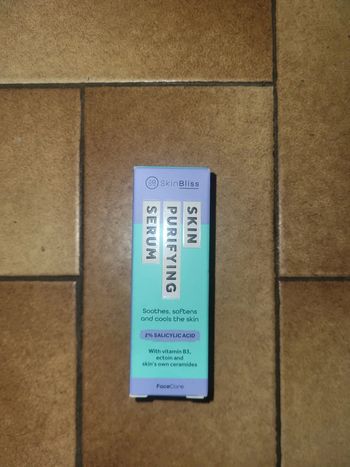 SkinBliss
SKIN
PURIFYING
SERUM
Soothes, softens
and cools the skin
2% SALICYLIC ACID
With vitamin B3,
ectoin and
skin's own ceramides
FaceCare